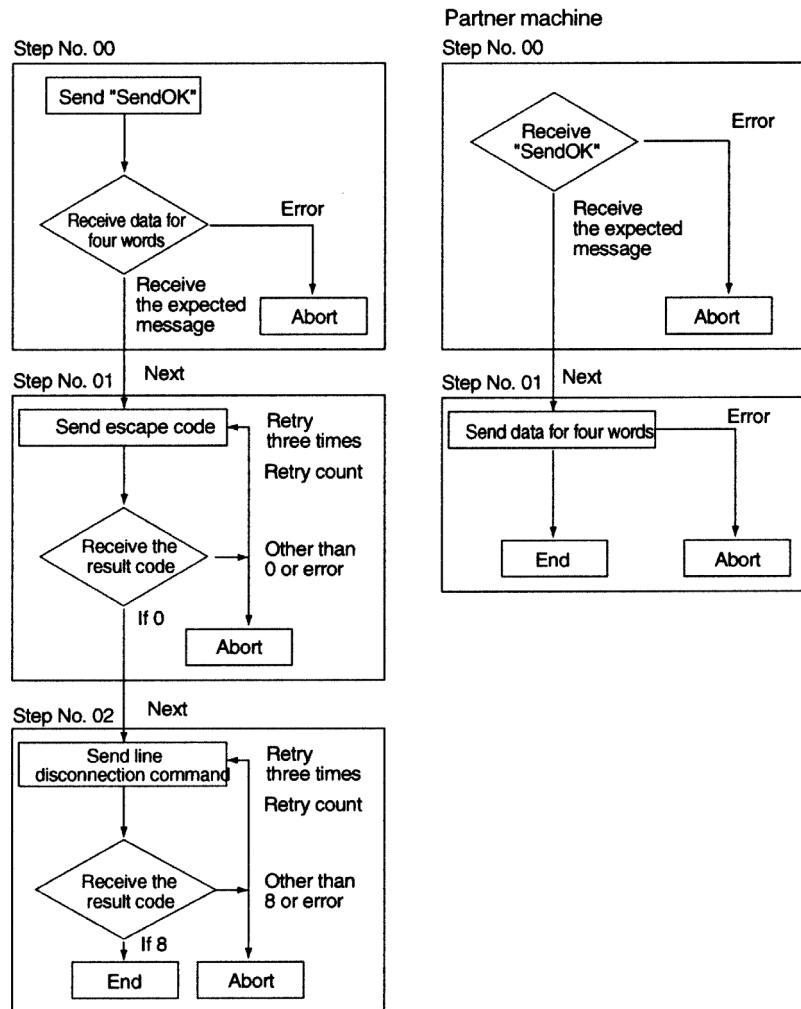 Step No. 00
Send "SendOK"
Receive data for
four words
Error
Receive
the expected
message
Abort
Next
Step No. 01
Send escape code
Retry
three times
Retry count
Receive the
result code
Other than
0 or error
If 0
Abort
Next
Step No. 02
Send line
disconnection command
Retry
three times
Retry count
Receive the
result code
Other than
8 or error
If 8
End
Abort
Partner machine
Step No. 00
Receive
"SendOK"
Error
Receive
the expected
message
Abort
Next
Step No. 01
Send data for four words
Error
End
Abort